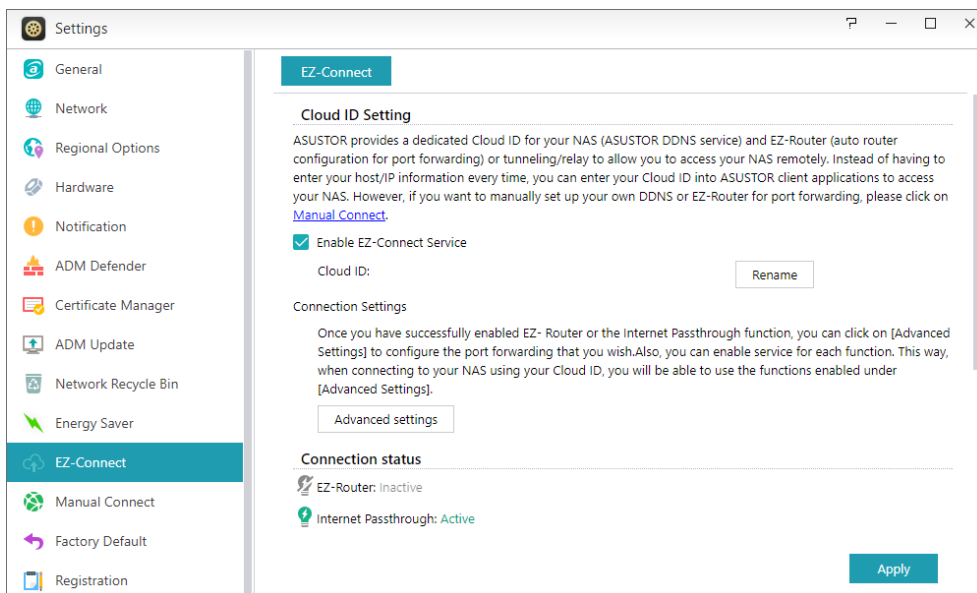 Settings
General
Network
Regional Options
Hardware
Notification
ADM Defender
Certificate Manager
ADM Update
Network Recycle Bin
Energy Saver
EZ-Connect
Manual Connect
Factory Default
Registration
EZ-Connect
Cloud ID Setting
ASUSTOR provides a dedicated Cloud ID for your NAS (ASUSTOR DDNS service) and EZ-Router (auto router
configuration for port forwarding) or tunneling/relay to allow you to access your NAS remotely. Instead of having to
enter your host/IP information every time, you can enter your Cloud ID into ASUSTOR client applications to access
your NAS. However, if you want to manually set up your own DDNS or EZ-Router for port forwarding, please click on
Manual Connect.
Enable EZ-Connect Service
Cloud ID:
Rename
Connection Settings
Once you have successfully enabled EZ- Router or the Internet Passthrough function, you can click on [Advanced
Settings] to configure the port forwarding that you wish.Also, you can enable service for each function. This way,
when connecting to your NAS using your Cloud ID, you will be able to use the functions enabled under
[Advanced Settings].
Advanced settings
Connection status
EZ-Router: Inactive
Internet Passthrough: Active
Apply